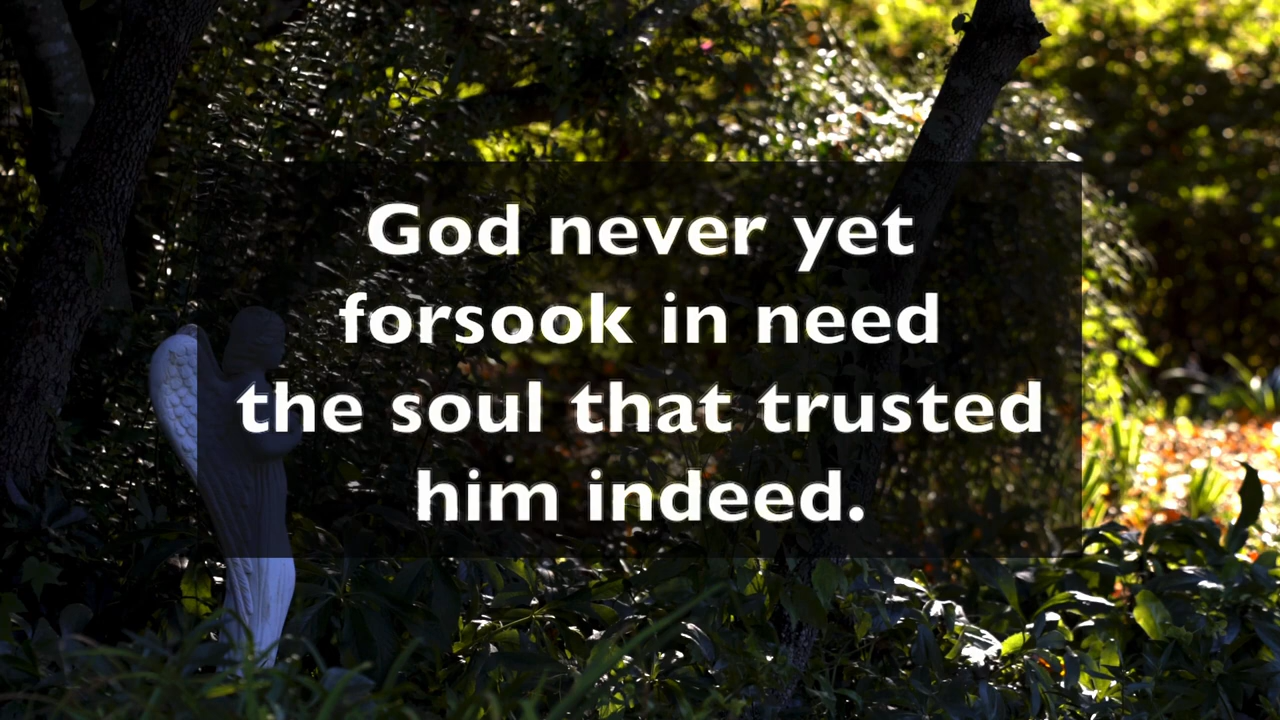 God never yet
forsook in need
the soul that trusted
him indeed.